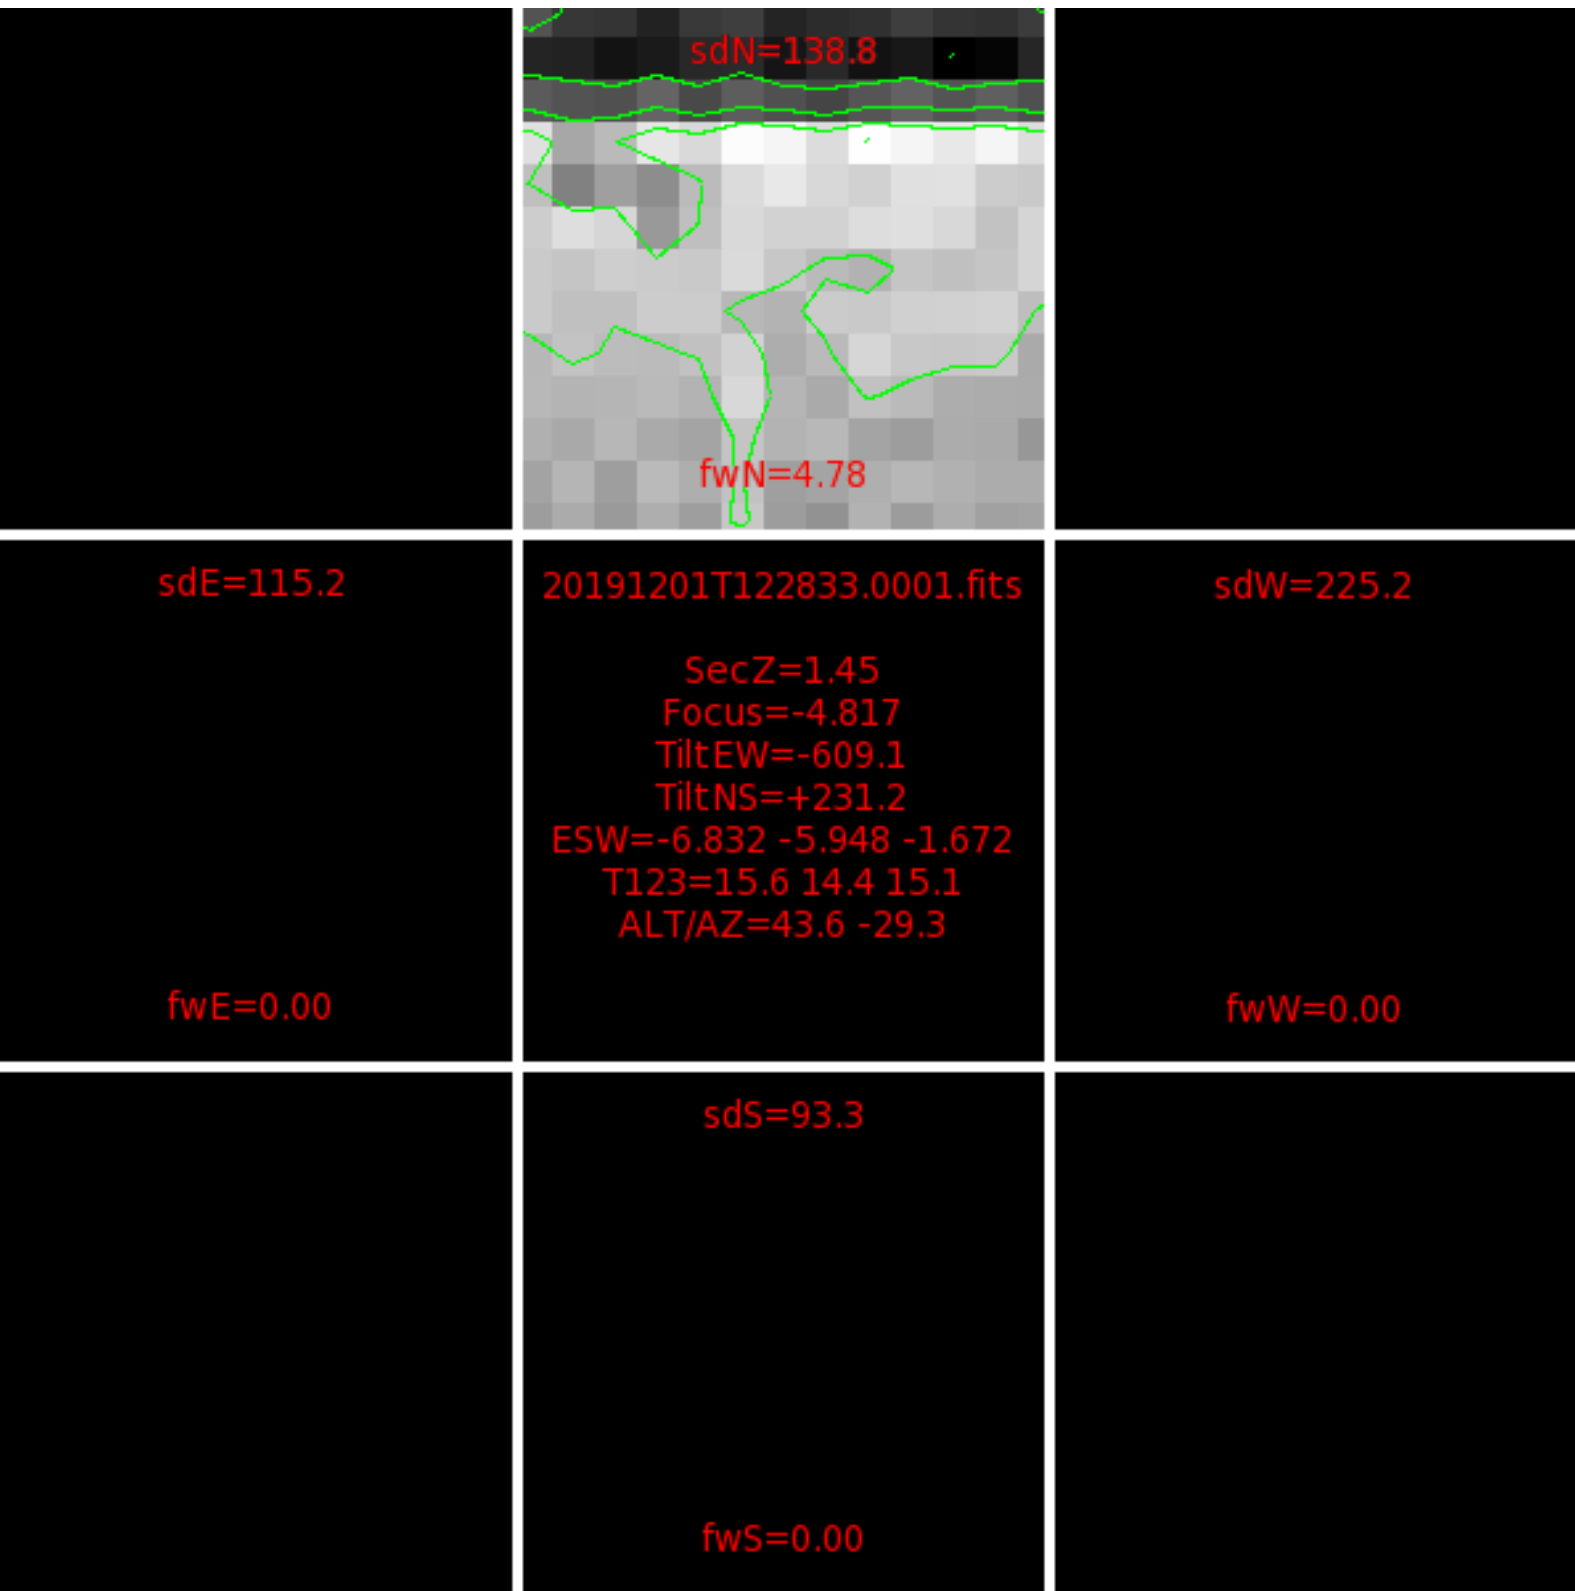 sdN=138.8
fwN=4.78
sdE=115.2
fwE=0.00
20191201T122833.0001.fits
SecZ=1.45
Focus=-4.817
TiltEW=-609.1
TiltNS=+231.2
ESW=-6.832 -5.948 -1.672
T123=15.6 14.4 15.1
ALT/AZ=43.6 -29.3
sdW=225.2
fwW=0.00
sdS=93.3
fwS=0.00